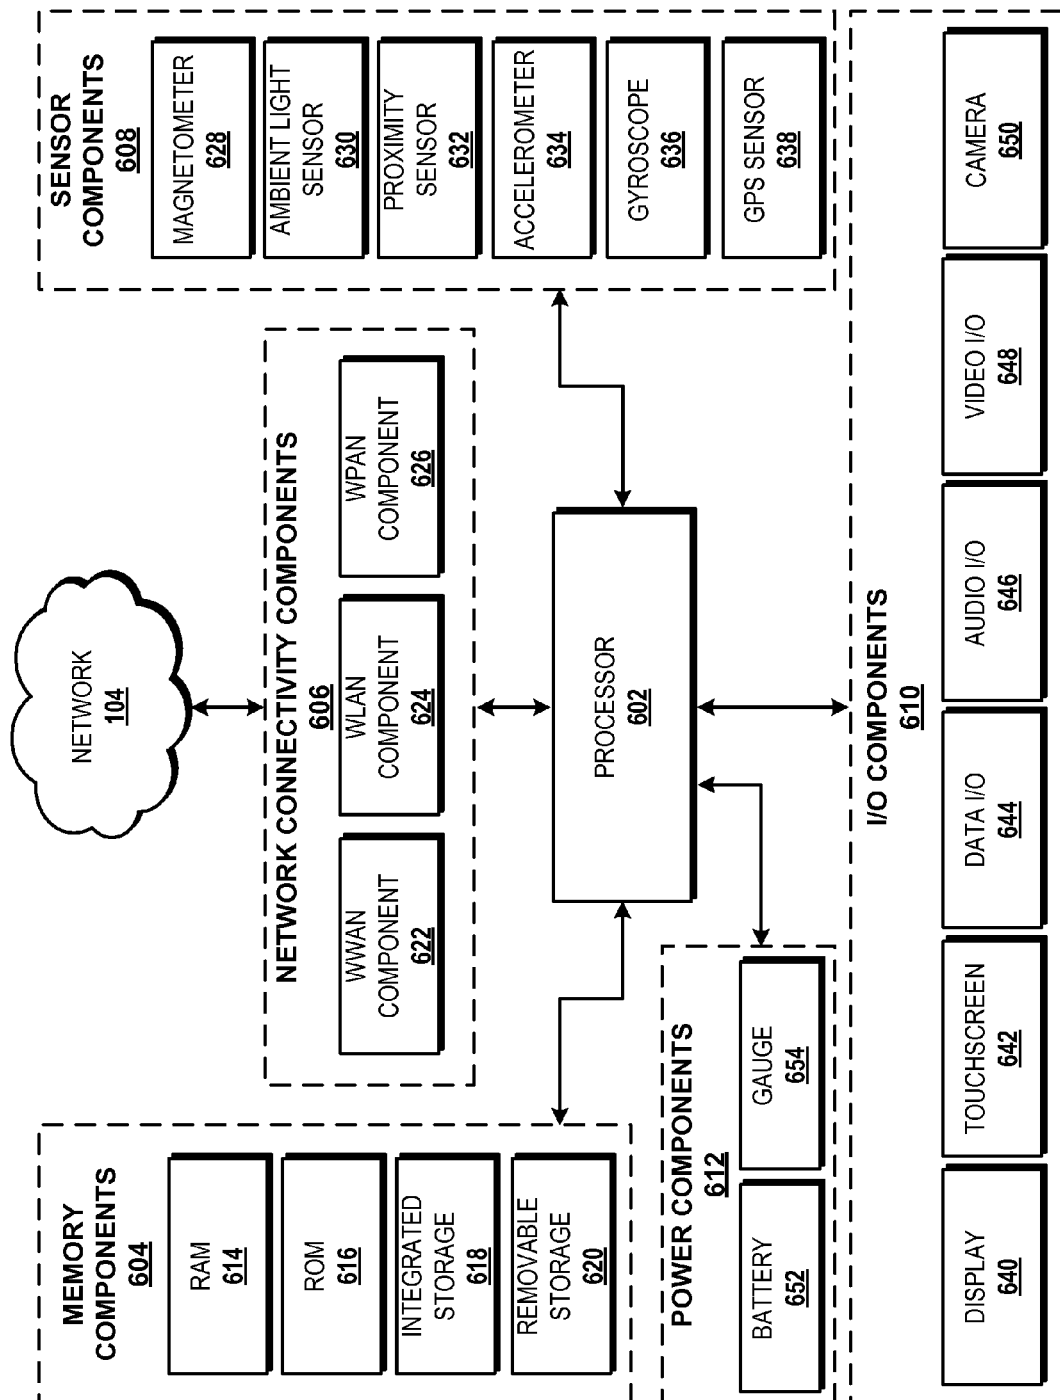 NETWORK
104
MEMORY
COMPONENTS
604
RAM
614
ROM
616
INTEGRATED
STORAGE
618
REMOVABLE
STORAGE
620
NETWORK CONNECTIVITY COMPONENTS
606
WWAN
COMPONENT
622
WLAN
COMPONENT
624
WPAN
COMPONENT
626
SENSOR
COMPONENTS
608
MAGNETOMETER
628
AMBIENT LIGHT
SENSOR
630
PROXIMITY
SENSOR
632
ACCELEROMETER
634
GYROSCOPE
636
GPS SENSOR
638
PROCESSOR
602
POWER COMPONENTS
612
BATTERY
652
GAUGE
654
I/O COMPONENTS
610
DISPLAY
640
TOUCHSCREEN
642
DATA I/O
644
AUDIO I/O
646
VIDEO I/O
648
CAMERA
650